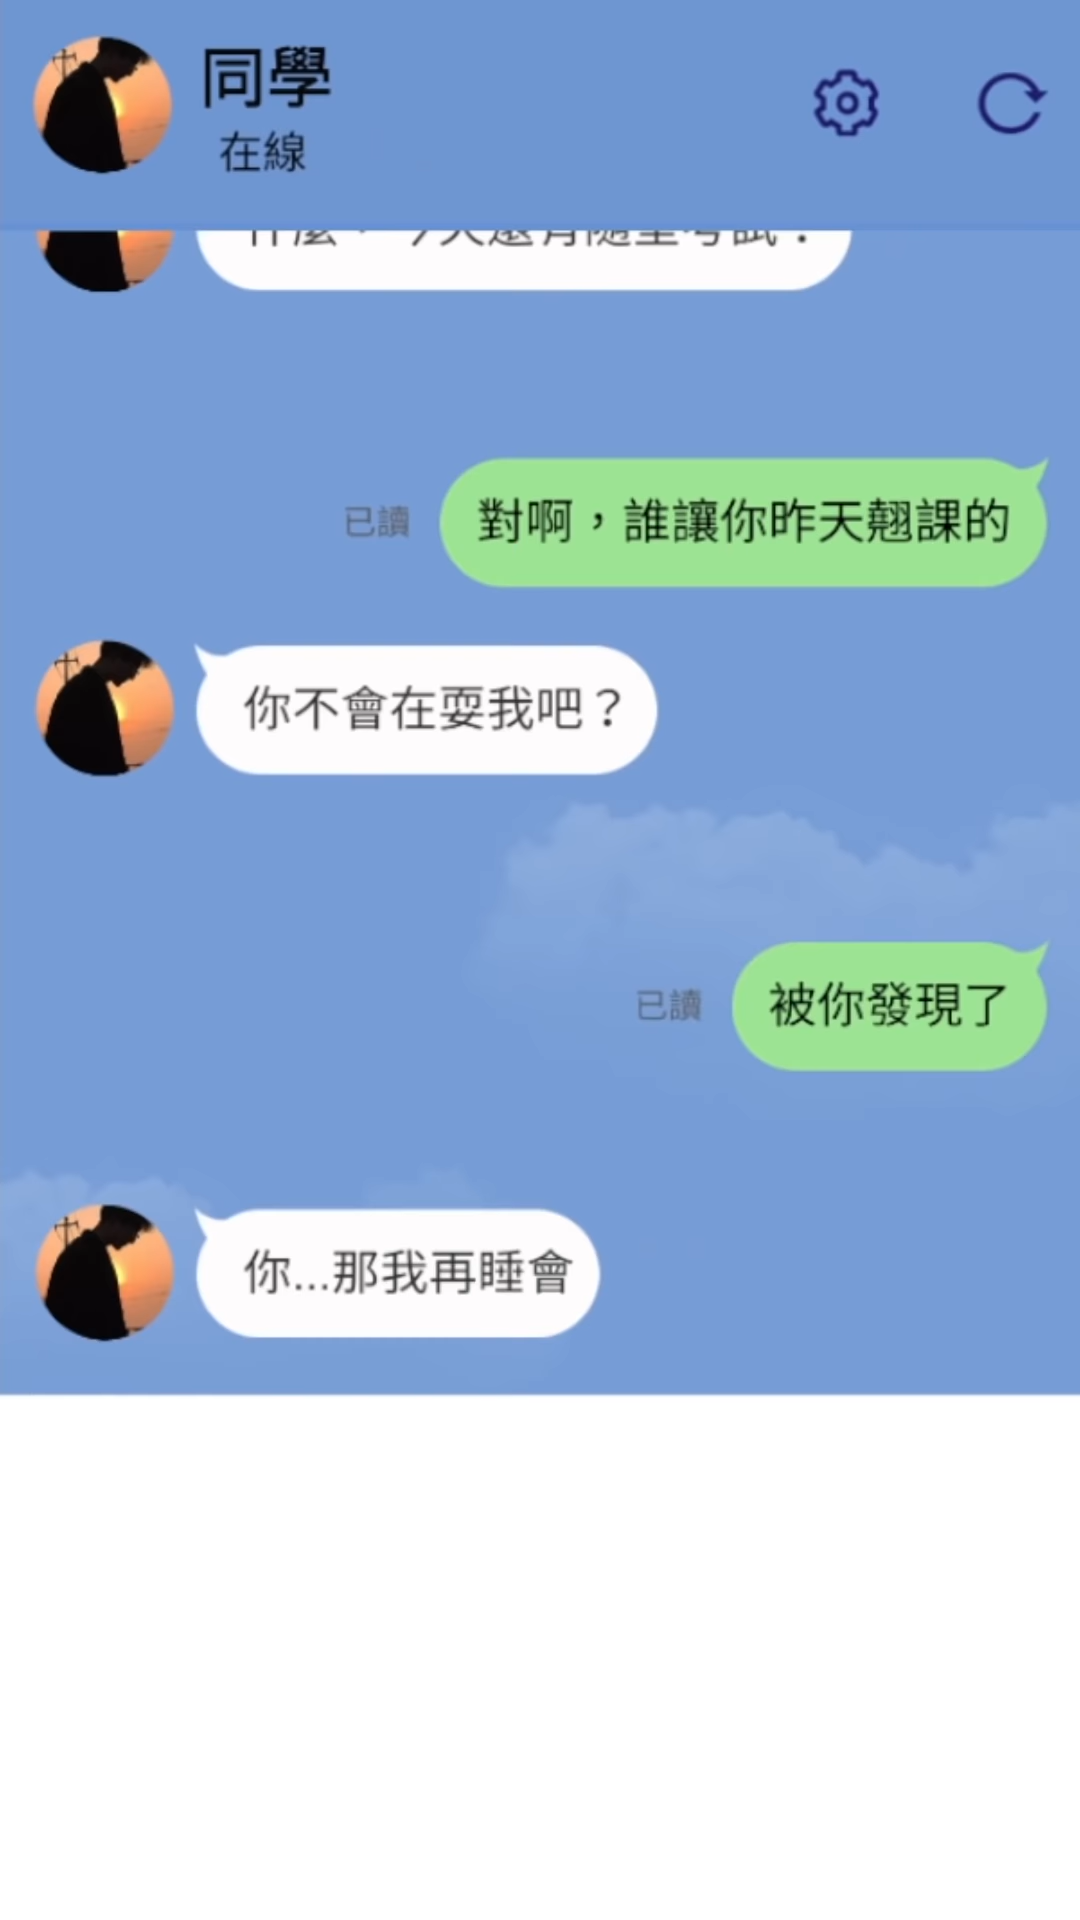 同學
在線
對啊，誰讓你昨天翹課的
已讀
你不會在耍我吧？
被你發現了
已讀
你...那我再睡會